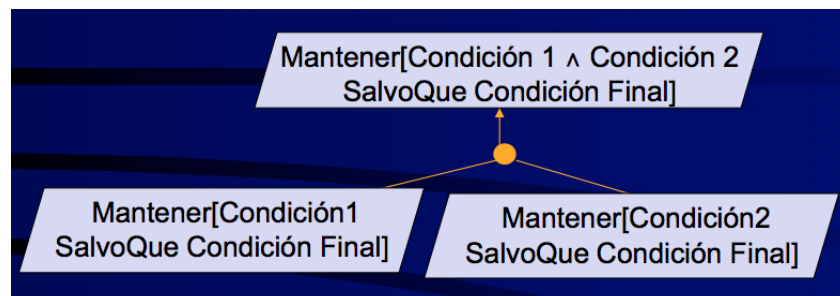 Mantener[Condición 1 ∧ Condición 2
SalvoQue Condición Final]
Mantener[Condición1
SalvoQue Condición Final]
Mantener[Condición2
SalvoQue Condición Final]